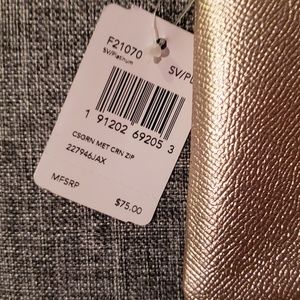 F21070
SV/Platinum
SV/Pl
1 91202 69205 3
CSGRN MET CRN ZIP
227946JAX
MFSRP
$75.00